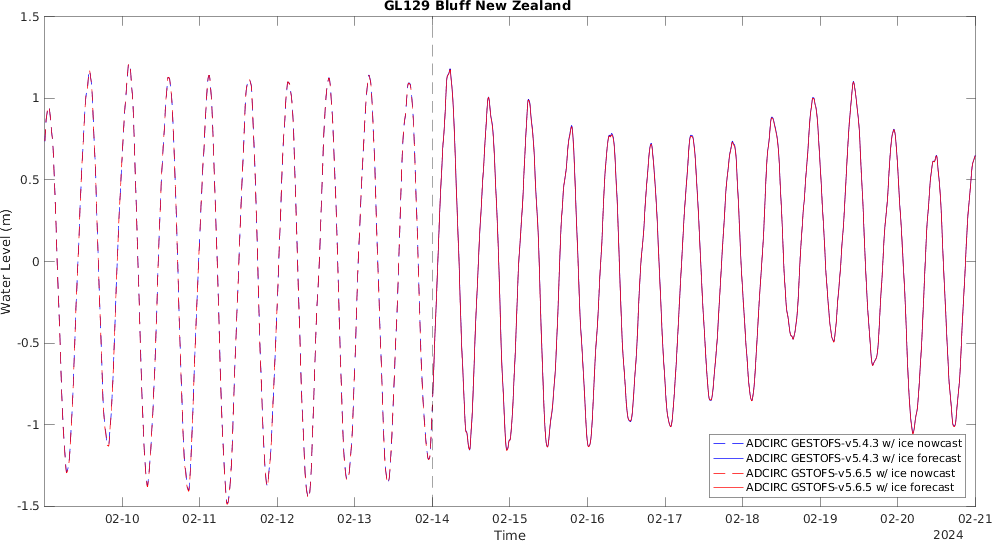 GL129 Bluff New Zealand
1.5
1
0.5
0
-0.5
-1
-1.5
Water Level (m)
02-10 02-11 02-12 02-13 02-14 02-15 02-16 02-17 02-18 02-19 02-20 02-21
Time
2024
ADCIRC GESTOFS-v5.4.3 w/ ice nowcast
ADCIRC GESTOFS-v5.4.3 w/ ice forecast
ADCIRC GSTOFS-v5.6.5 w/ ice nowcast
ADCIRC GSTOFS-v5.6.5 w/ ice forecast